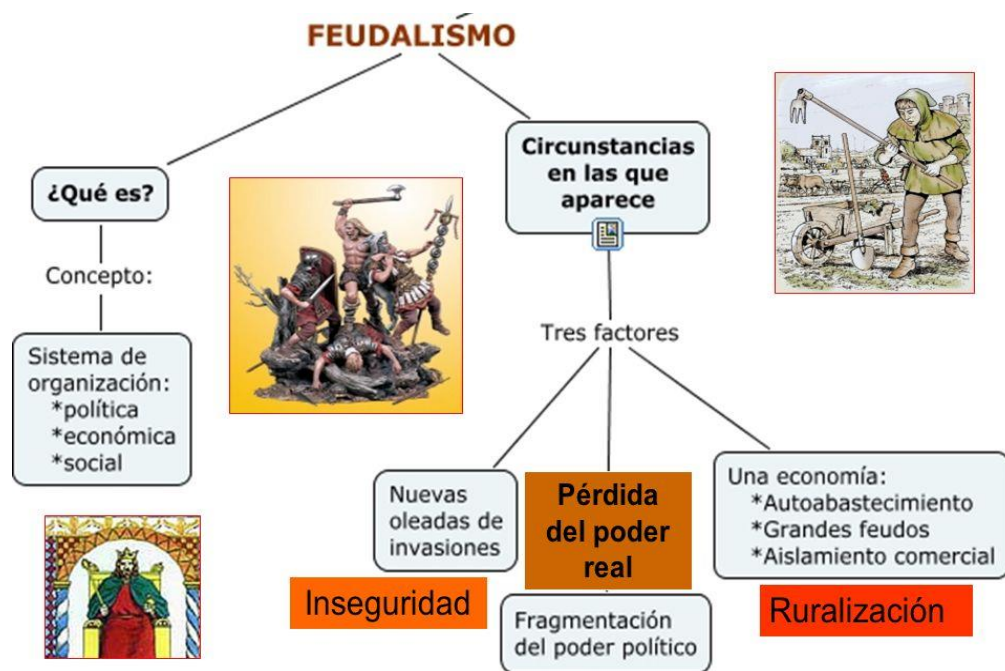 FEUDALISMO
¿Qué es?
Concepto:
Sistema de
organización:
*política
*económica
*social
Circunstancias
en las que
aparece
Tres factores
Nuevas
oleadas de
invasiones
Inseguridad
Pérdida
del poder
real
Fragmentación
del poder político
Una economía:
*Autoabastecimiento
*Grandes feudos
*Aislamiento comercial
Ruralización